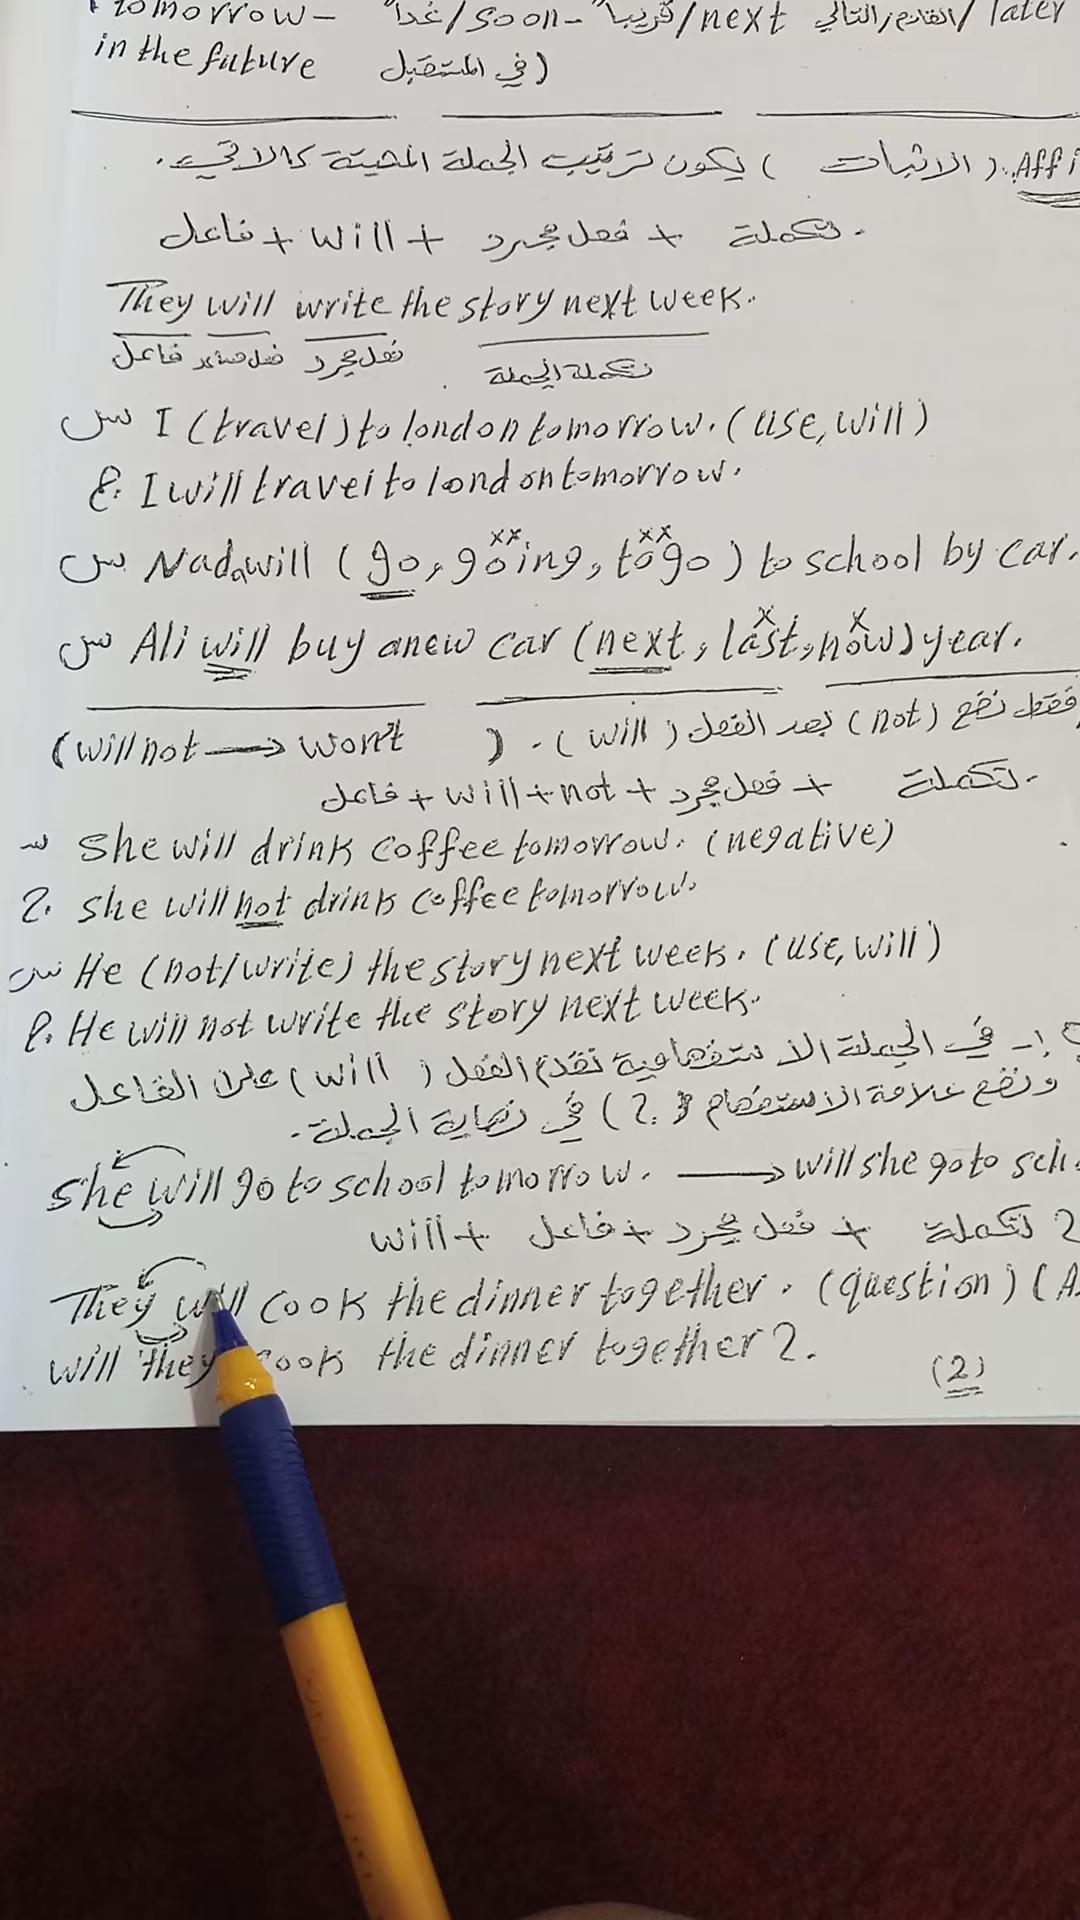 tomorrow- غداً/soon- قريباً/next القادم/التالي/later
in the future في المستقبل)
Affi ..(الاثبات) يكون ترتيب الجملة المثبتة كالاتي.
فاعل + will + فعل مجرد + تكملة.
They will write the story next week.
فاعل فعل مساعد فعل مجرد تكملة الجملة
س I (travel) to london tomorrow. (use, will)
ج. I will travel to london tomorrow.
س Nada will (go, going, to go) to school by car.
س Ali will buy a new car (next, last, now) year.
فقط نضع (not) بعد الفعل (will). (will not → won't)
فاعل + will + not + فعل مجرد + تكملة.
س She will drink coffee tomorrow. (negative)
ج. she will not drink coffee tomorrow.
س He (not/write) the story next week. (use, will)
ج. He will not write the story next week.
1- في الجملة الاستفهامية نقدم الفعل (will) على الفاعل
ونضع علامة الاستفهام (?) في نهاية الجملة.
she will go to school tomorrow. → will she go to sch
will + فاعل + فعل مجرد + تكملة ?
They will cook the dinner together. (question) (A
will they cook the dinner together?.
(2)